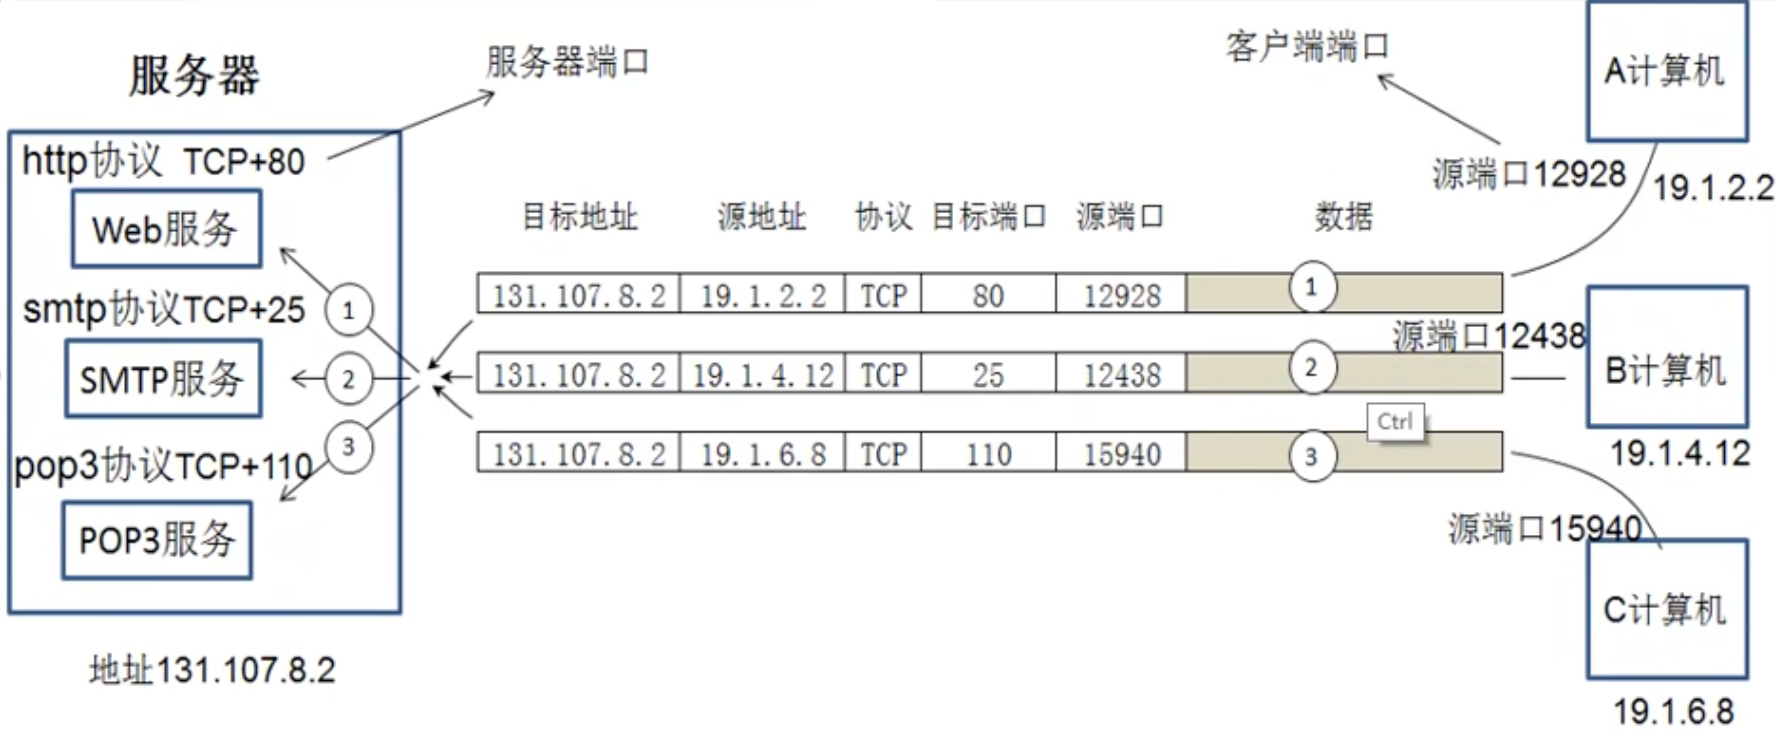 服务器
服务器端口
客户端端口
A计算机
http协议 TCP+80
源端口12928
19.1.2.2
Web服务
目标地址 源地址 协议 目标端口 源端口 数据
131.107.8.2 19.1.2.2 TCP 80 12928 1
smtp协议TCP+25
1
源端口12438
SMTP服务
2
131.107.8.2 19.1.4.12 TCP 25 12438 2
B计算机
Ctrl
19.1.4.12
3
131.107.8.2 19.1.6.8 TCP 110 15940 3
pop3协议TCP+110
POP3服务
源端口15940
C计算机
地址131.107.8.2
19.1.6.8